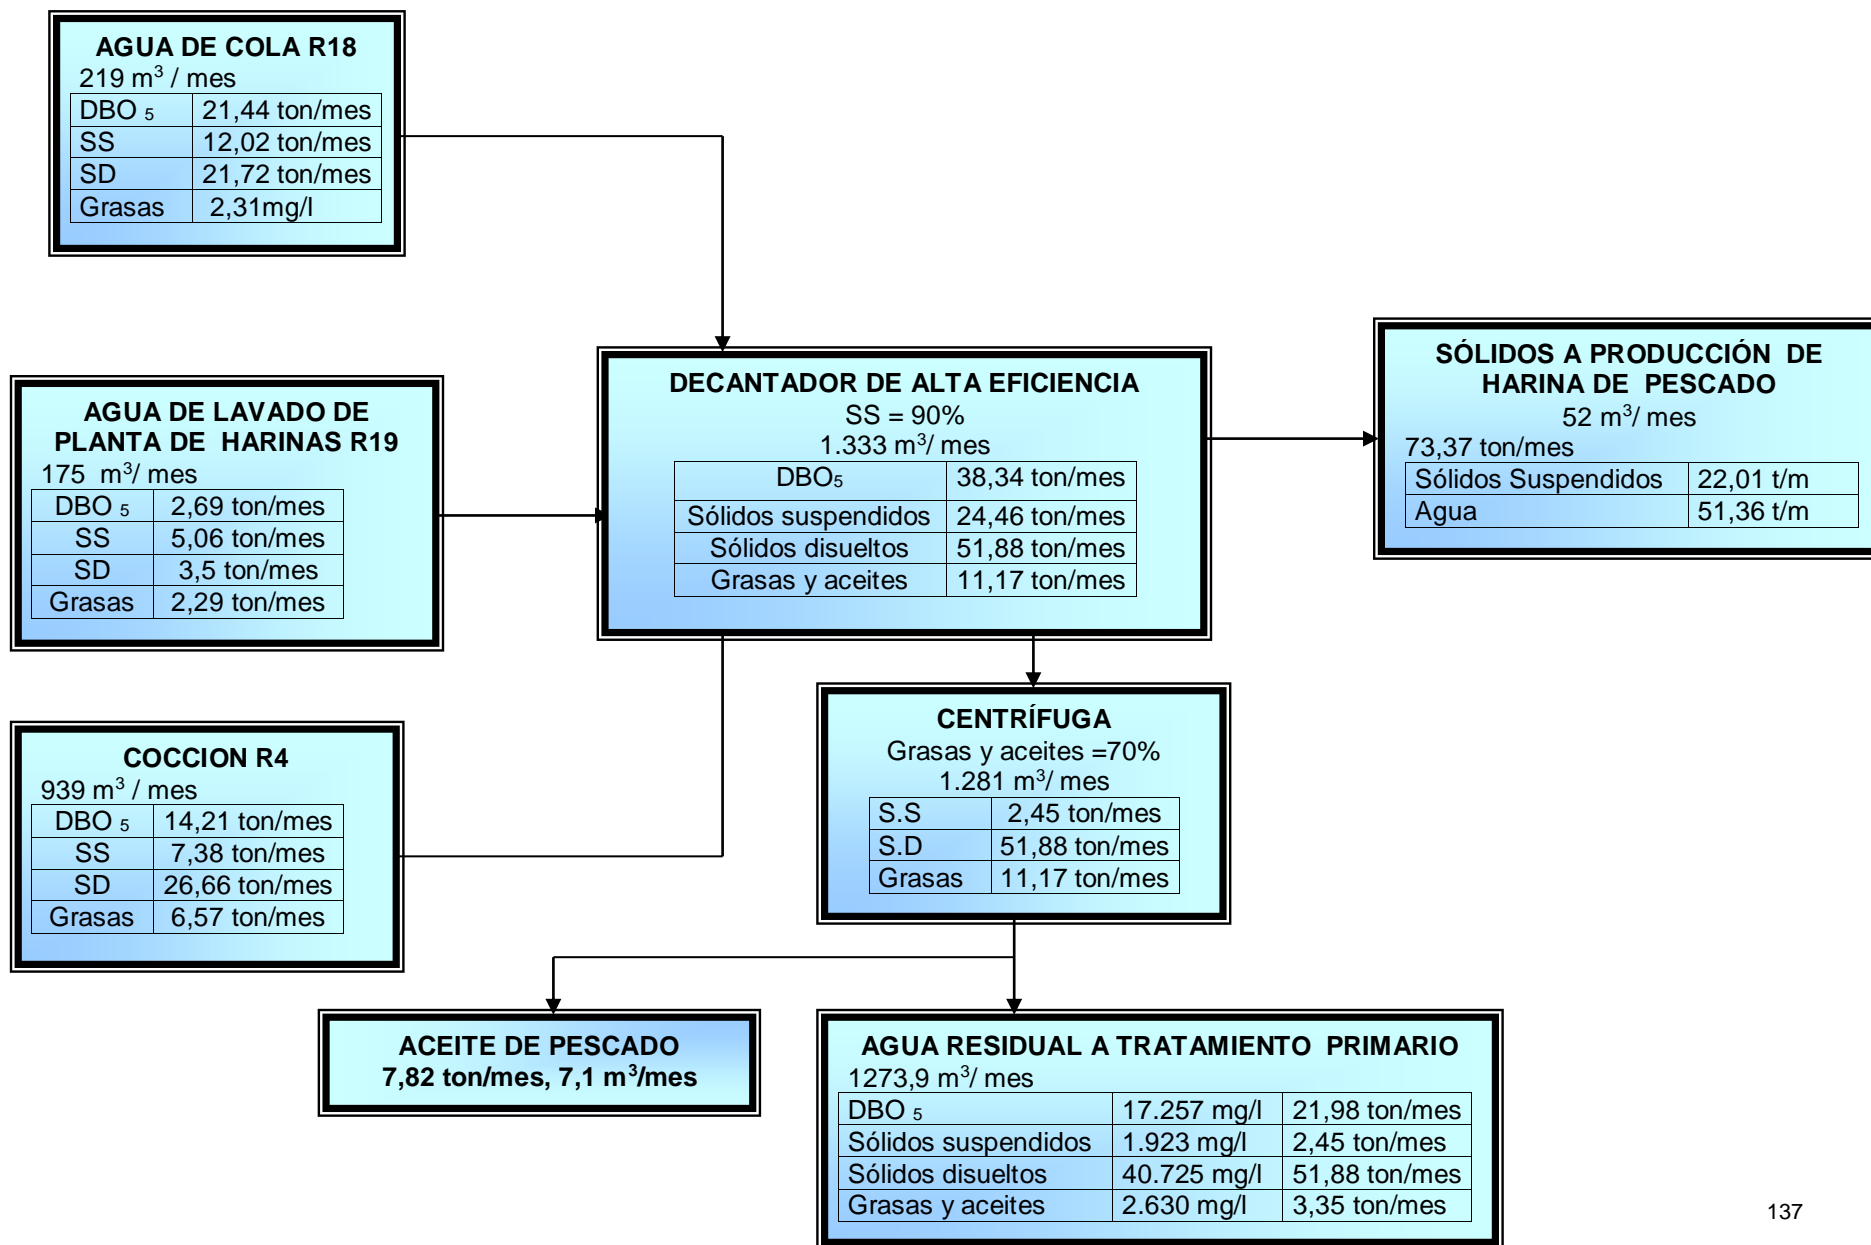 AGUA DE COLA R18
219 m³ / mes
DBO ₅ 21,44 ton/mes
SS 12,02 ton/mes
SD 21,72 ton/mes
Grasas 2,31mg/l
AGUA DE LAVADO DE
PLANTA DE HARINAS R19
175 m³/ mes
DBO ₅ 2,69 ton/mes
SS 5,06 ton/mes
SD 3,5 ton/mes
Grasas 2,29 ton/mes
COCCION R4
939 m³ / mes
DBO ₅ 14,21 ton/mes
SS 7,38 ton/mes
SD 26,66 ton/mes
Grasas 6,57 ton/mes
DECANTADOR DE ALTA EFICIENCIA
SS = 90%
1.333 m³/ mes
DBO₅ 38,34 ton/mes
Sólidos suspendidos 24,46 ton/mes
Sólidos disueltos 51,88 ton/mes
Grasas y aceites 11,17 ton/mes
SÓLIDOS A PRODUCCIÓN DE
HARINA DE PESCADO
52 m³/ mes
73,37 ton/mes
Sólidos Suspendidos 22,01 t/m
Agua 51,36 t/m
CENTRÍFUGA
Grasas y aceites =70%
1.281 m³/ mes
S.S 2,45 ton/mes
S.D 51,88 ton/mes
Grasas 11,17 ton/mes
ACEITE DE PESCADO
7,82 ton/mes, 7,1 m³/mes
AGUA RESIDUAL A TRATAMIENTO PRIMARIO
1273,9 m³/ mes
DBO ₅ 17.257 mg/l 21,98 ton/mes
Sólidos suspendidos 1.923 mg/l 2,45 ton/mes
Sólidos disueltos 40.725 mg/l 51,88 ton/mes
Grasas y aceites 2.630 mg/l 3,35 ton/mes
137